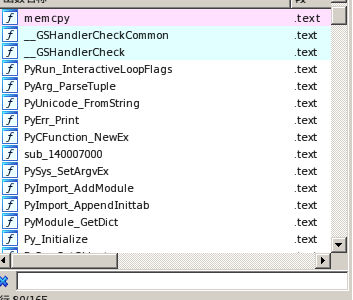 memcpy .text
__GSHandlerCheckCommon .text
__GSHandlerCheck .text
PyRun_InteractiveLoopFlags .text
PyArg_ParseTuple .text
PyUnicode_FromString .text
PyErr_Print .text
PyCFunction_NewEx .text
sub_140007000 .text
PySys_SetArgvEx .text
PyImport_AddModule .text
PyImport_AppendInittab .text
PyModule_GetDict .text
Py_Initialize .text